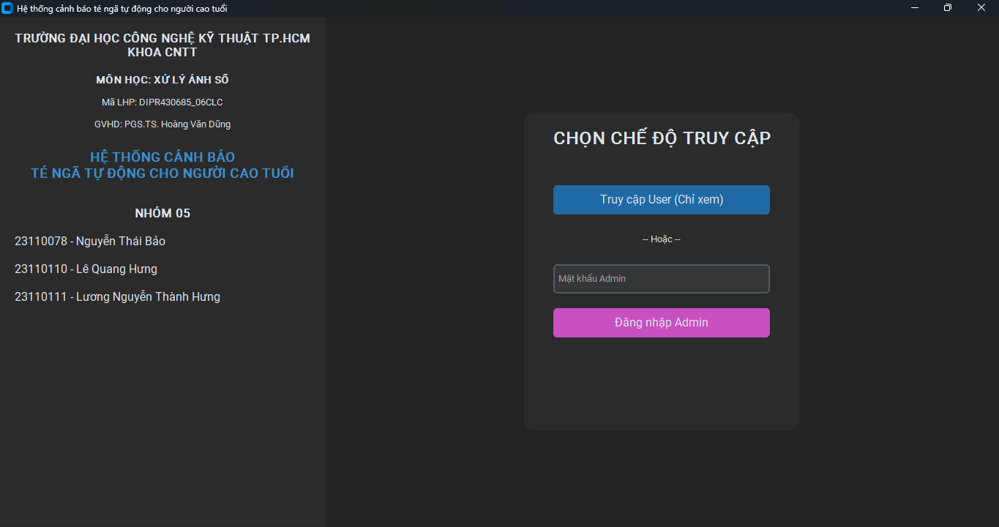 Hệ thống cảnh báo té ngã tự động cho người cao tuổi
TRƯỜNG ĐẠI HỌC CÔNG NGHỆ KỸ THUẬT TP.HCM
KHOA CNTT
MÔN HỌC: XỬ LÝ ẢNH SỐ
Mã LHP: DIPR430685_06CLC
GVHD: PGS.TS. Hoàng Văn Dũng
HỆ THỐNG CẢNH BÁO
TÉ NGÃ TỰ ĐỘNG CHO NGƯỜI CAO TUỔI
NHÓM 05
23110078 - Nguyễn Thái Bảo
23110110 - Lê Quang Hưng
23110111 - Lương Nguyễn Thành Hưng
CHỌN CHẾ ĐỘ TRUY CẬP
Truy cập User (Chỉ xem)
-- Hoặc --
Mật khẩu Admin
Đăng nhập Admin